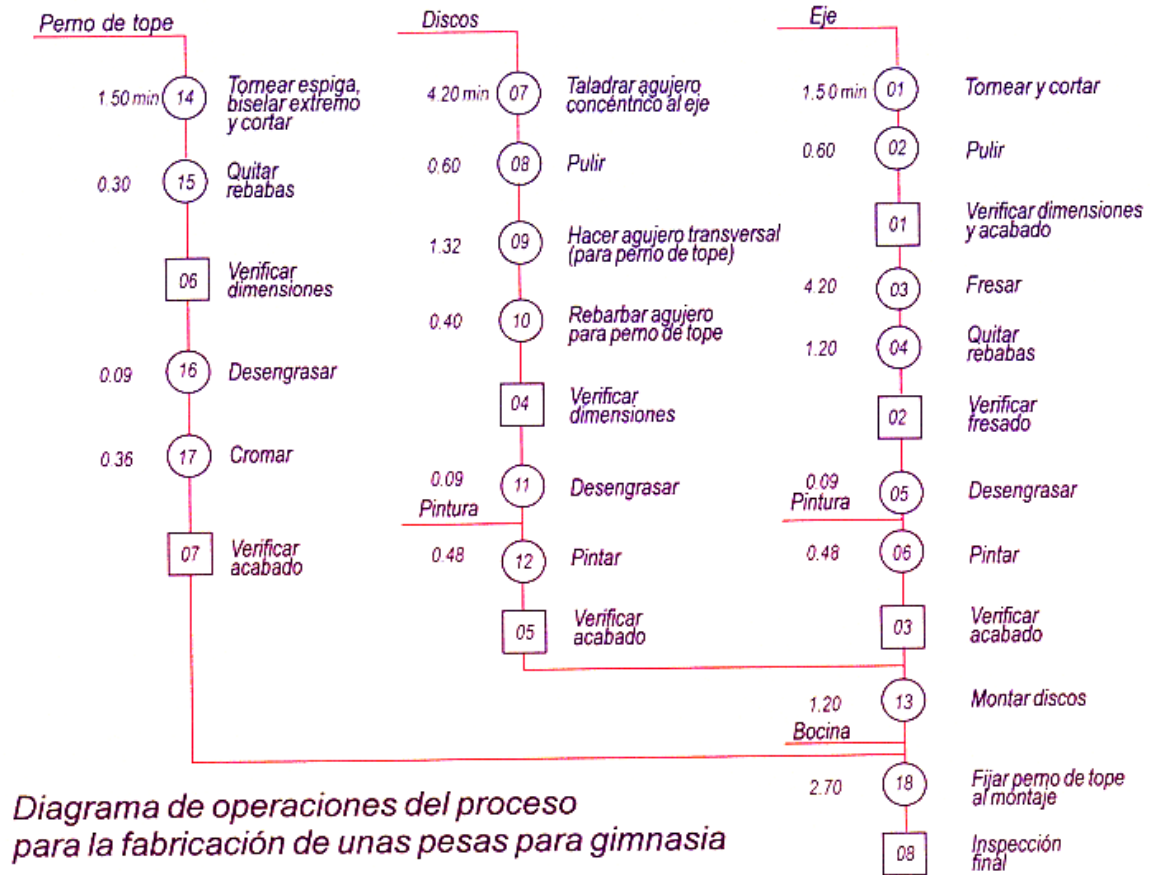 Perno de tope
1.50 min
14
Tornear espiga,
biselar extremo
y cortar
0.30
15
Quitar
rebabas
06
Verificar
dimensiones
0.09
16
Desengrasar
0.36
17
Cromar
07
Verificar
acabado
Discos
4.20 min
07
Taladrar agujero
concéntrico al eje
0.60
08
Pulir
1.32
09
Hacer agujero transversal
(para perno de tope)
0.40
10
Rebarbar agujero
para perno de tope
04
Verificar
dimensiones
0.09
11
Desengrasar
Pintura
0.48
12
Pintar
05
Verificar
acabado
Eje
1.50 min
01
Tornear y cortar
0.60
02
Pulir
01
Verificar dimensiones
y acabado
4.20
03
Fresar
1.20
04
Quitar
rebabas
02
Verificar
fresado
0.09
05
Desengrasar
Pintura
0.48
06
Pintar
03
Verificar
acabado
1.20
13
Montar discos
Bocina
2.70
18
Fijar perno de tope
al montaje
08
Inspección
final
Diagrama de operaciones del proceso
para la fabricación de unas pesas para gimnasia